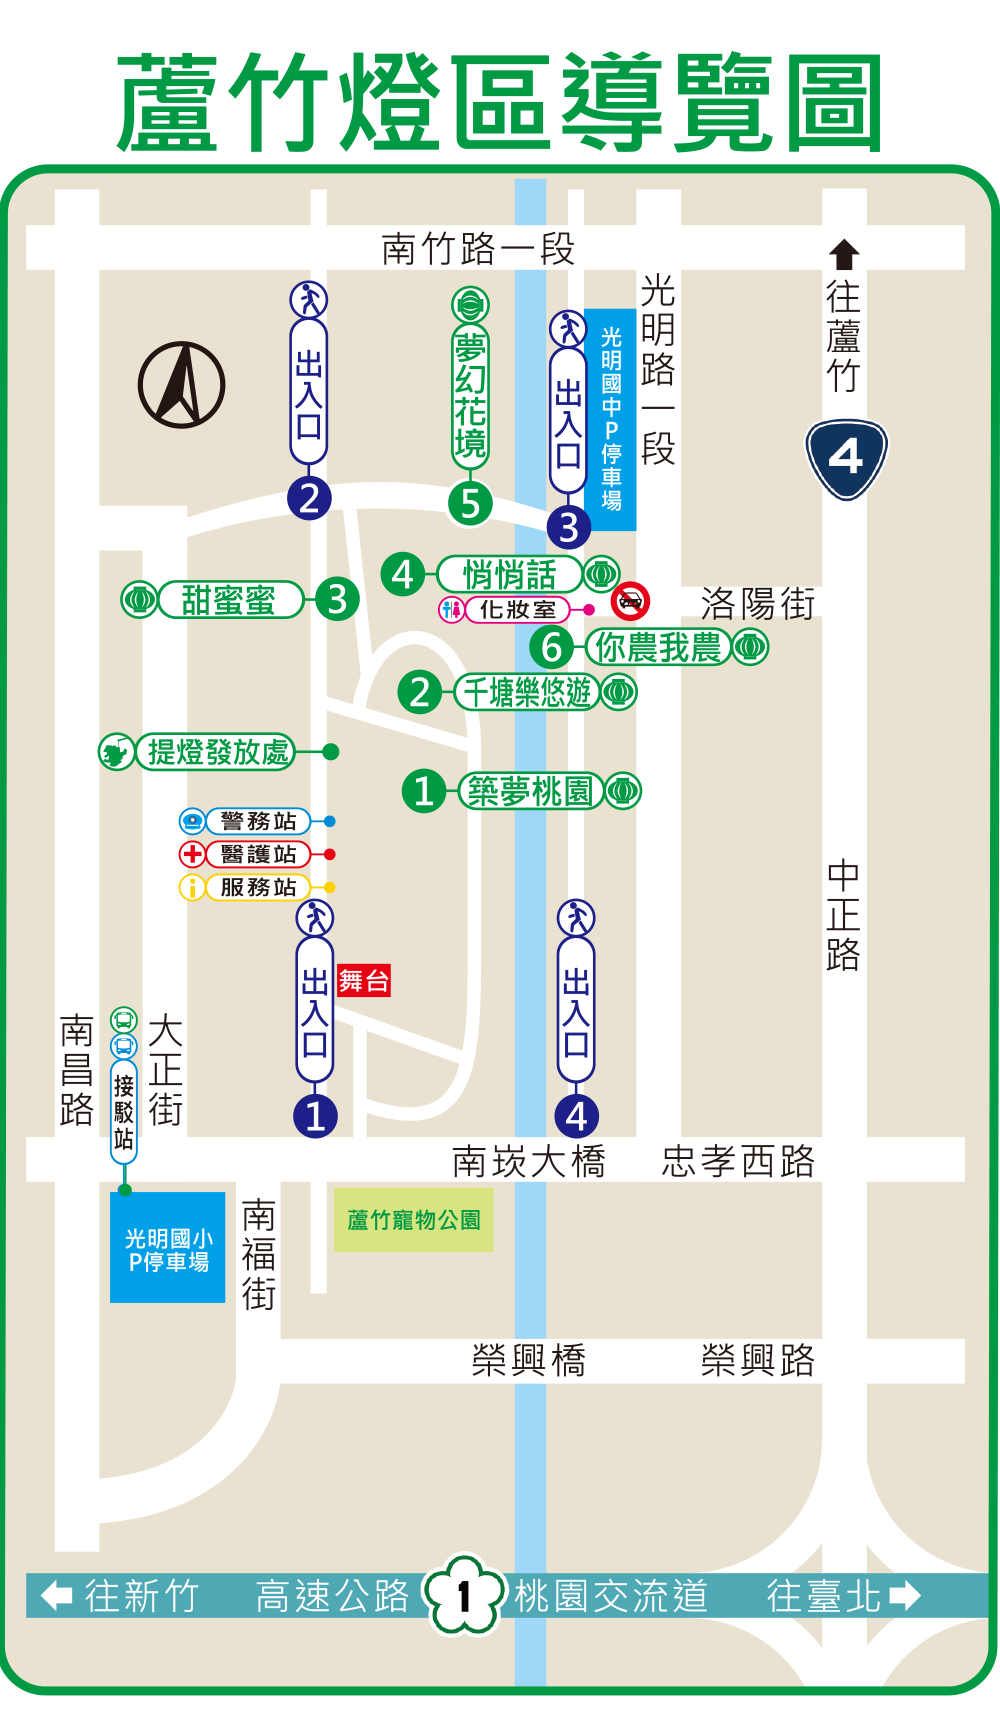 蘆竹燈區導覽圖
南竹路一段
往蘆竹
4
光明路一段
光明國中P停車場
出入口
2
夢幻花境
5
出入口
3
4
悄悄話
甜蜜蜜
3
化妝室
洛陽街
6
你農我農
2
千塘樂悠遊
提燈發放處
1
築夢桃園
警務站
醫護站
i
服務站
中正路
出入口
1
舞台
出入口
4
南昌路
大正街
接駁站
南崁大橋
忠孝西路
光明國小
P停車場
南福街
蘆竹寵物公園
榮興橋
榮興路
往新竹
高速公路
1
桃園交流道
往臺北